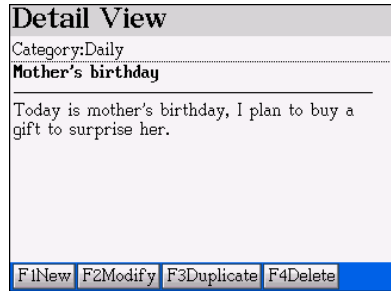 Detail View
Category:Daily
Mother's birthday
Today is mother's birthday, I plan to buy a
gift to surprise her.
F1New F2Modify F3Duplicate F4Delete